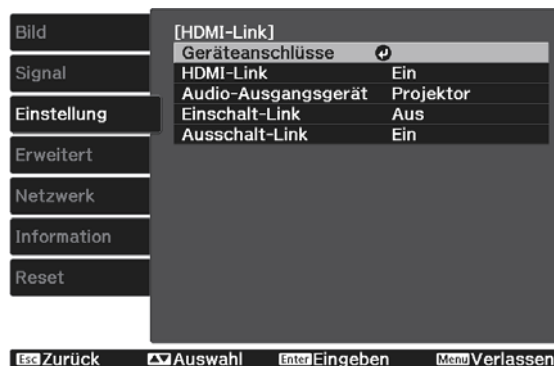 Bild
Signal
Einstellung
Erweitert
Netzwerk
Information
Reset
[HDMI-Link]
Geräteanschlüsse
HDMI-Link Ein
Audio-Ausgangsgerät Projektor
Einschalt-Link Aus
Ausschalt-Link Ein
Esc Zurück Auswahl Enter Eingeben Menu Verlassen